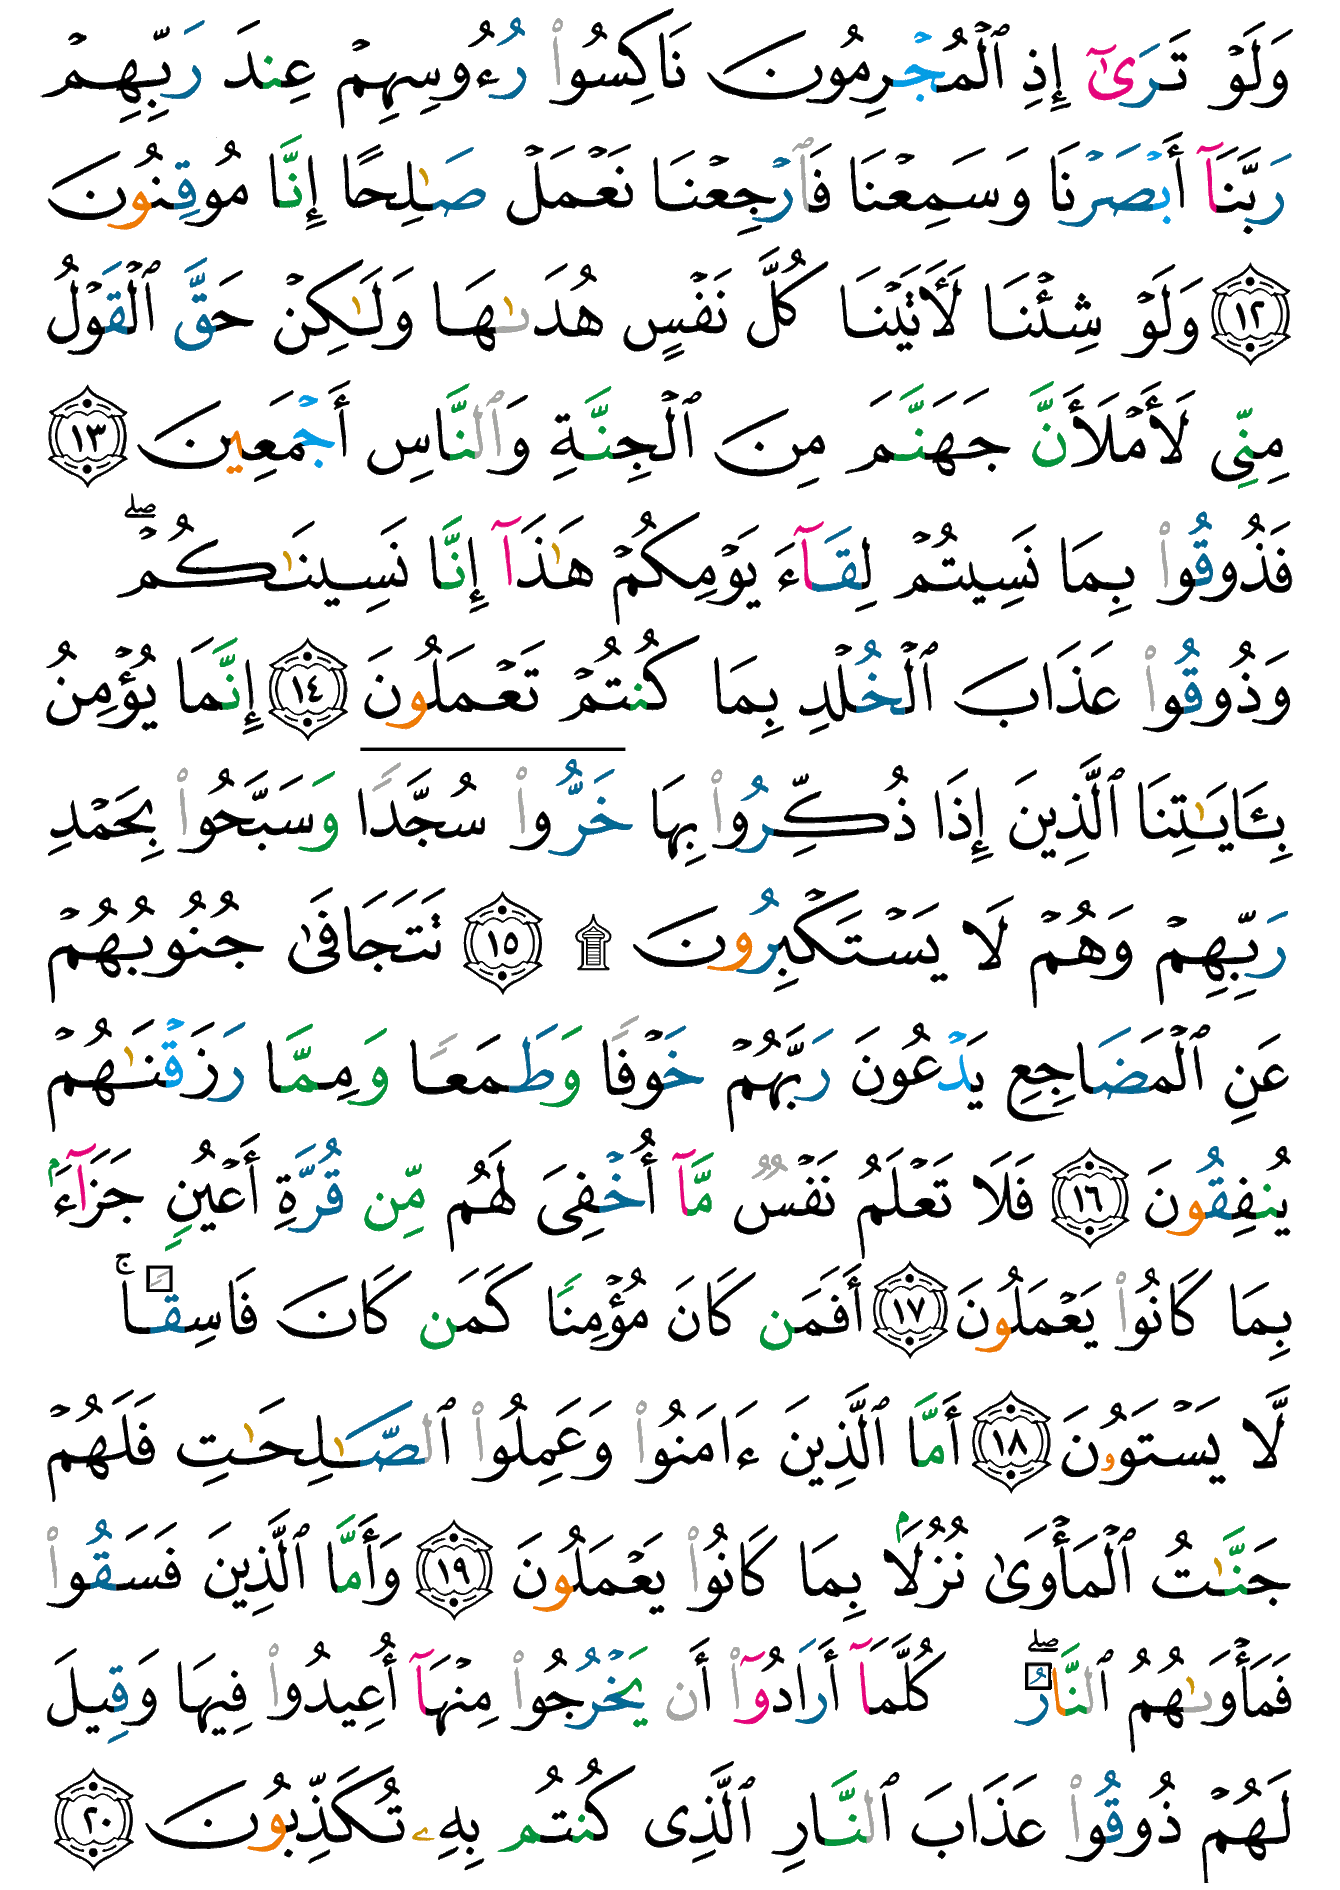 وَلَوْ تَرَىٰٓ إِذِ ٱلْمُجْرِمُونَ نَاكِسُوا۟ رُءُوسِهِمْ عِندَ رَبِّهِمْ
رَبَّنَآ أَبْصَرْنَا وَسَمِعْنَا فَٱرْجِعْنَا نَعْمَلْ صَـٰلِحًا إِنَّا مُوقِنُونَ
١٢ وَلَوْ شِئْنَا لَأَتَيْنَا كُلَّ نَفْسٍ هُدَىٰهَا وَلَـٰكِنْ حَقَّ ٱلْقَوْلُ
مِنِّى لَأَمْلَأَنَّ جَهَنَّمَ مِنَ ٱلْجِنَّةِ وَٱلنَّاسِ أَجْمَعِينَ ١٣
فَذُوقُوا۟ بِمَا نَسِيتُمْ لِقَآءَ يَوْمِكُمْ هَـٰذَآ إِنَّا نَسِينَـٰكُمْ ۖ
وَذُوقُوا۟ عَذَابَ ٱلْخُلْدِ بِمَا كُنتُمْ تَعْمَلُونَ ١٤ إِنَّمَا يُؤْمِنُ
بِـَٔايَـٰتِنَا ٱلَّذِينَ إِذَا ذُكِّرُوا۟ بِهَا خَرُّوا۟ سُجَّدًا وَسَبَّحُوا۟ بِحَمْدِ
رَبِّهِمْ وَهُمْ لَا يَسْتَكْبِرُونَ ۩ ١٥ تَتَجَافَىٰ جُنُوبُهُمْ
عَنِ ٱلْمَضَاجِعِ يَدْعُونَ رَبَّهُمْ خَوْفًا وَطَمَعًا وَمِمَّا رَزَقْنَـٰهُمْ
يُنفِقُونَ ١٦ فَلَا تَعْلَمُ نَفْسٌ مَّآ أُخْفِىَ لَهُم مِّن قُرَّةِ أَعْيُنٍ جَزَآءًۢ
بِمَا كَانُوا۟ يَعْمَلُونَ ١٧ أَفَمَن كَانَ مُؤْمِنًا كَمَن كَانَ فَاسِقًا ۚ
لَّا يَسْتَوُۥنَ ١٨ أَمَّا ٱلَّذِينَ ءَامَنُوا۟ وَعَمِلُوا۟ ٱلصَّـٰلِحَـٰتِ فَلَهُمْ
جَنَّـٰتُ ٱلْمَأْوَىٰ نُزُلًۢا بِمَا كَانُوا۟ يَعْمَلُونَ ١٩ وَأَمَّا ٱلَّذِينَ فَسَقُوا۟
فَمَأْوَىٰهُمُ ٱلنَّارُ ۖ كُلَّمَآ أَرَادُوٓا۟ أَن يَخْرُجُوا۟ مِنْهَآ أُعِيدُوا۟ فِيهَا وَقِيلَ
لَهُمْ ذُوقُوا۟ عَذَابَ ٱلنَّارِ ٱلَّذِى كُنتُم بِهِۦ تُكَذِّبُونَ ٢٠